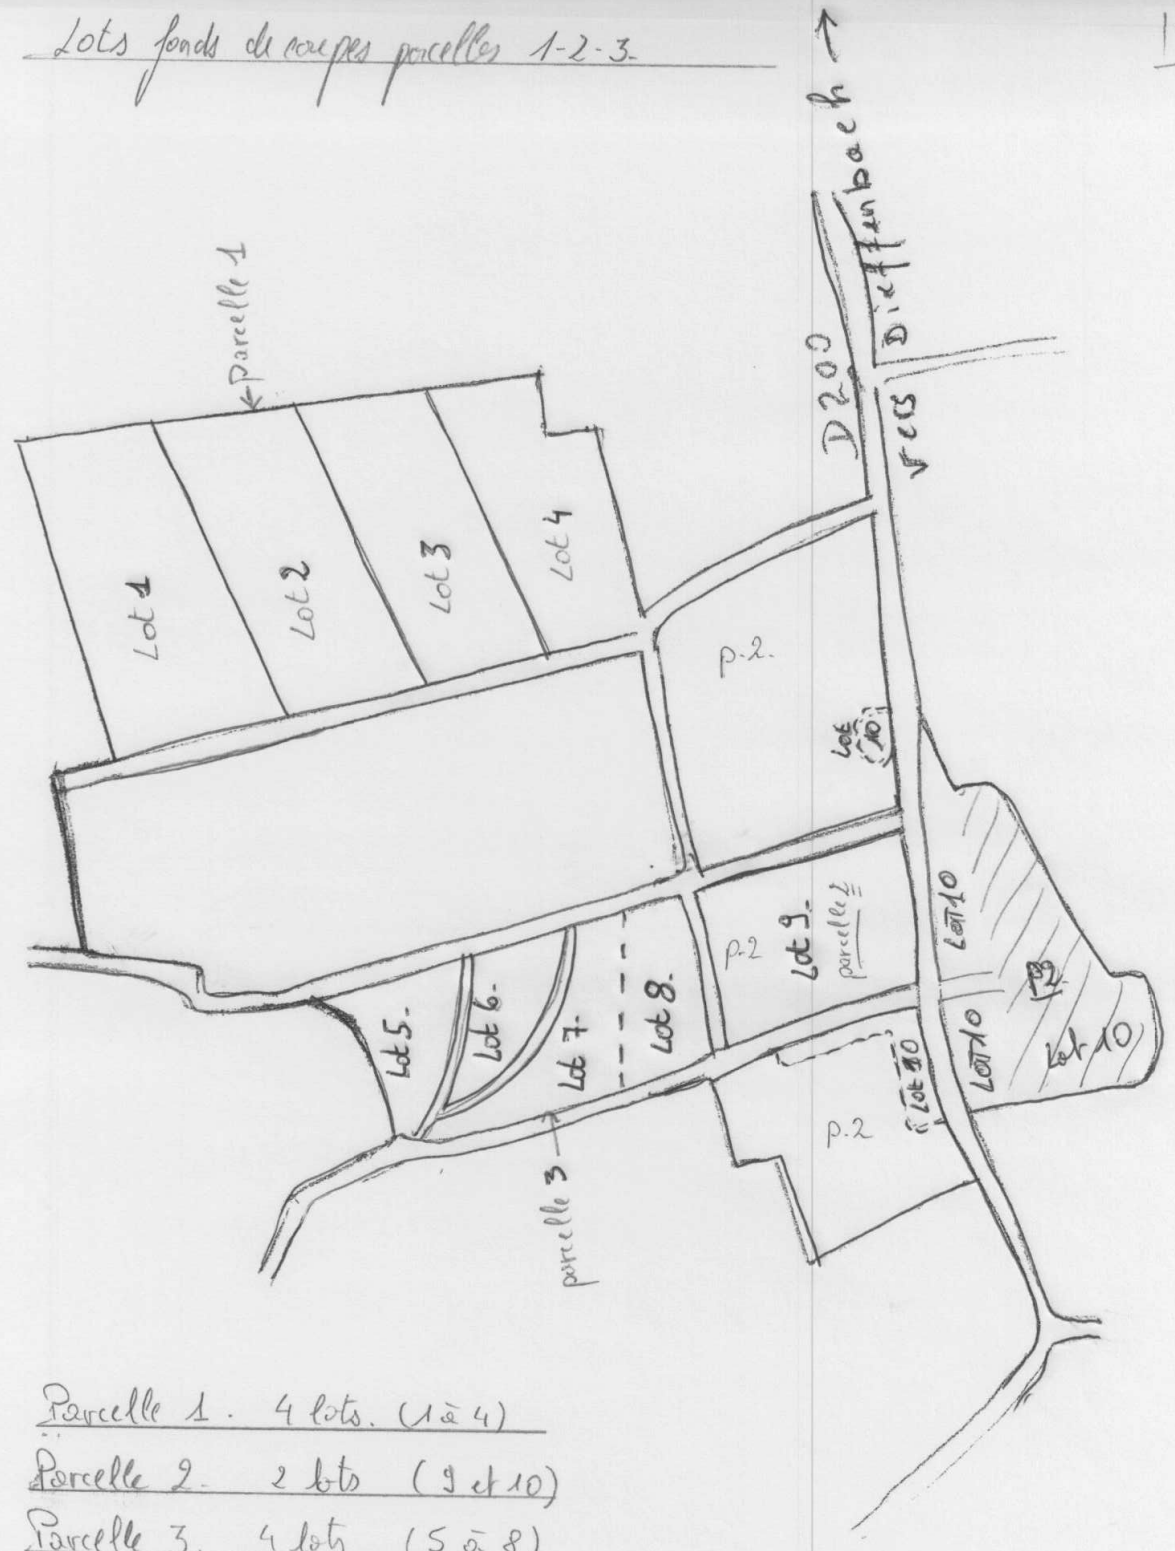 Lots fonds de coupes parcelles 1-2-3.
D200
vers Dieffenbach →
← Parcelle 1
Lot 1
Lot 2
Lot 3
Lot 4
p.2.
Lot 10
Lot 5.
Lot 6.
Lot 7.
Lot 8.
p.2
Lot 9.
parcelle 2
Lot 10
Lot 10
P2
Lot 10
Lot 10
p.2
parcelle 3
Parcelle 1. 4 lots. (1 à 4)
Parcelle 2. 2 lots (9 et 10)
Parcelle 3. 4 lots (5 à 8)